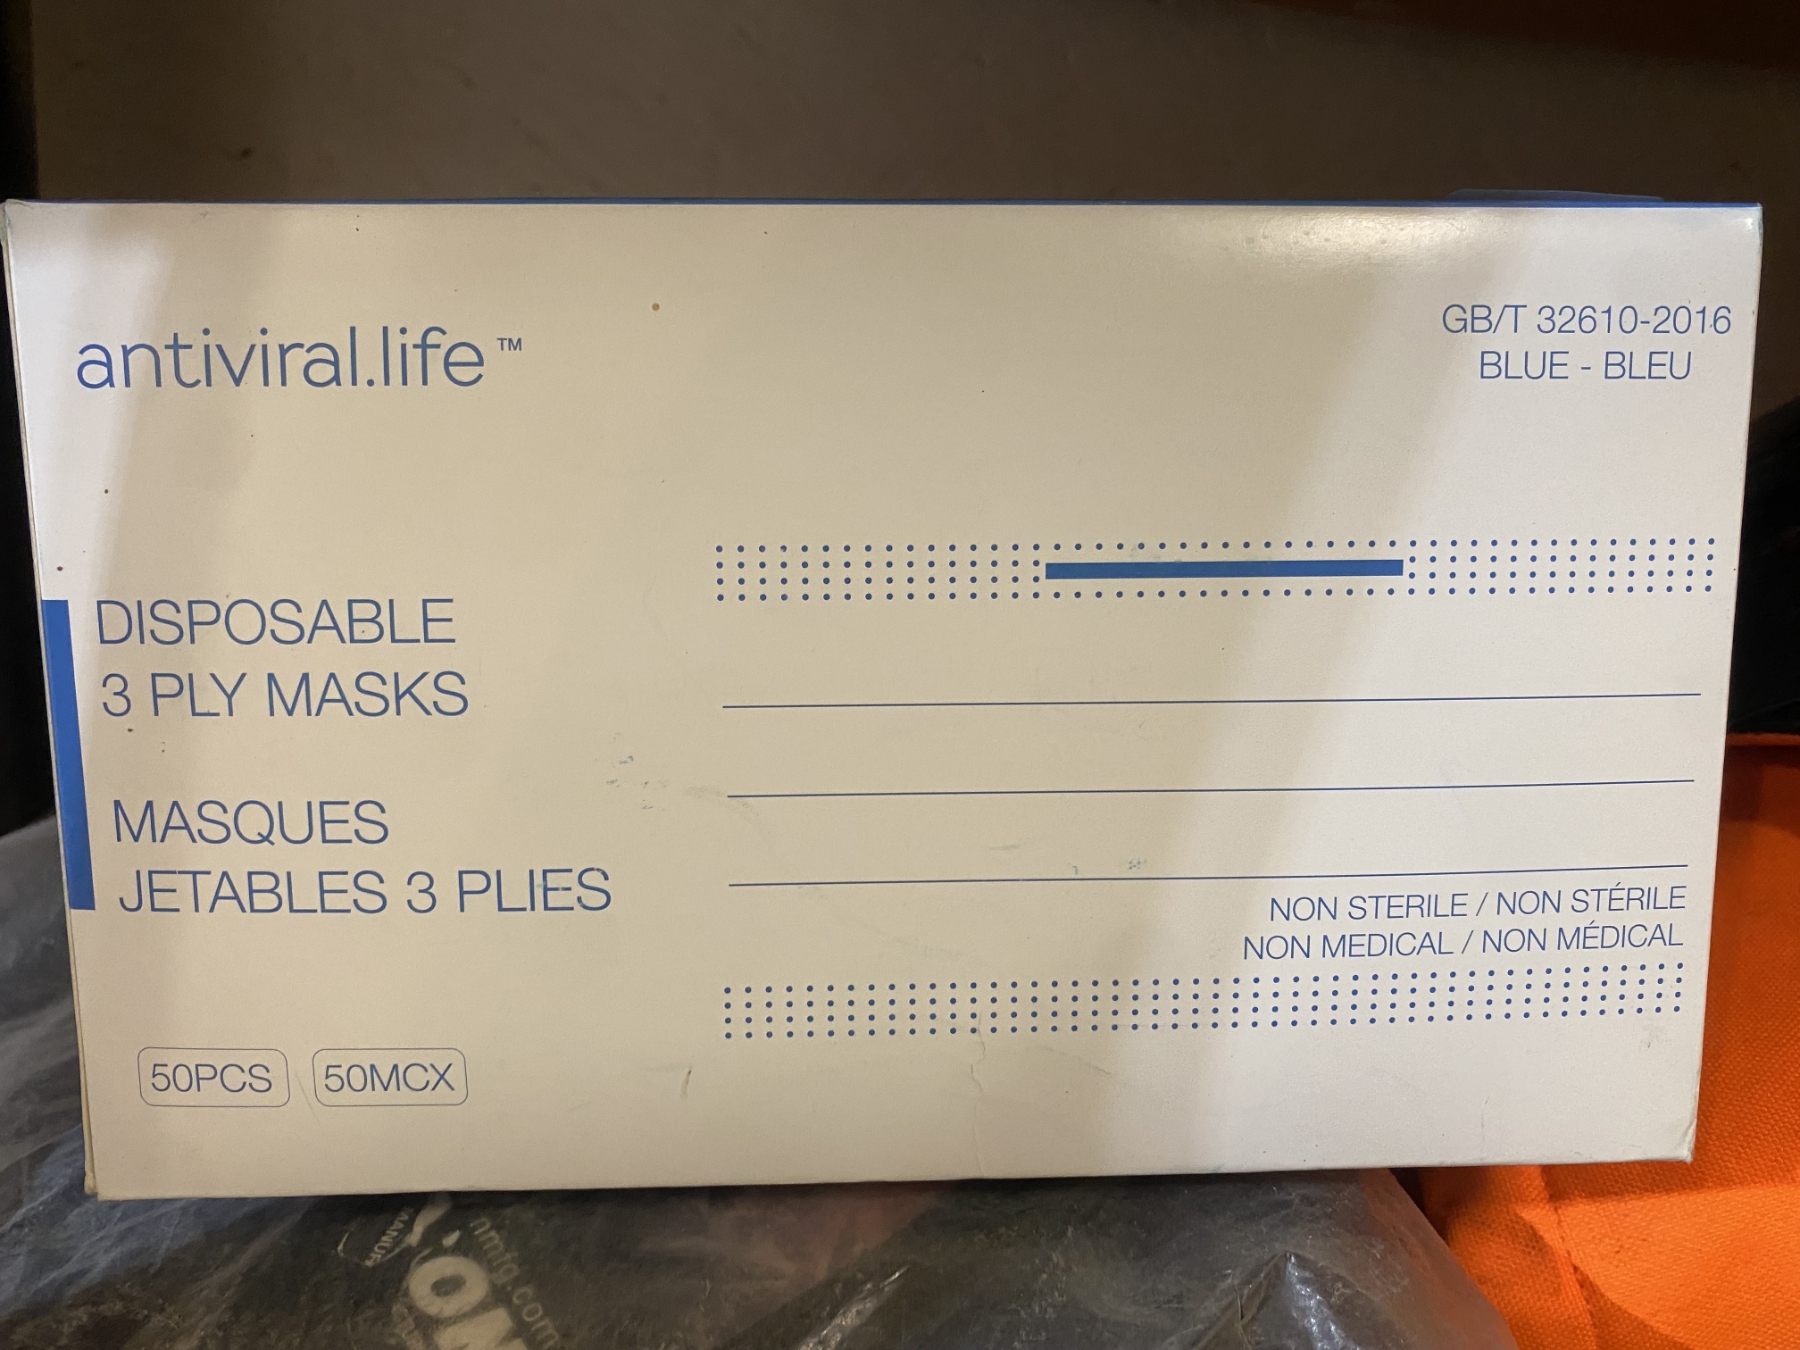 antiviral.life™
GB/T 32610-2016
BLUE - BLEU
DISPOSABLE
3 PLY MASKS
MASQUES
JETABLES 3 PLIES
NON STERILE / NON STÉRILE
NON MEDICAL / NON MÉDICAL
50PCS
50MCX